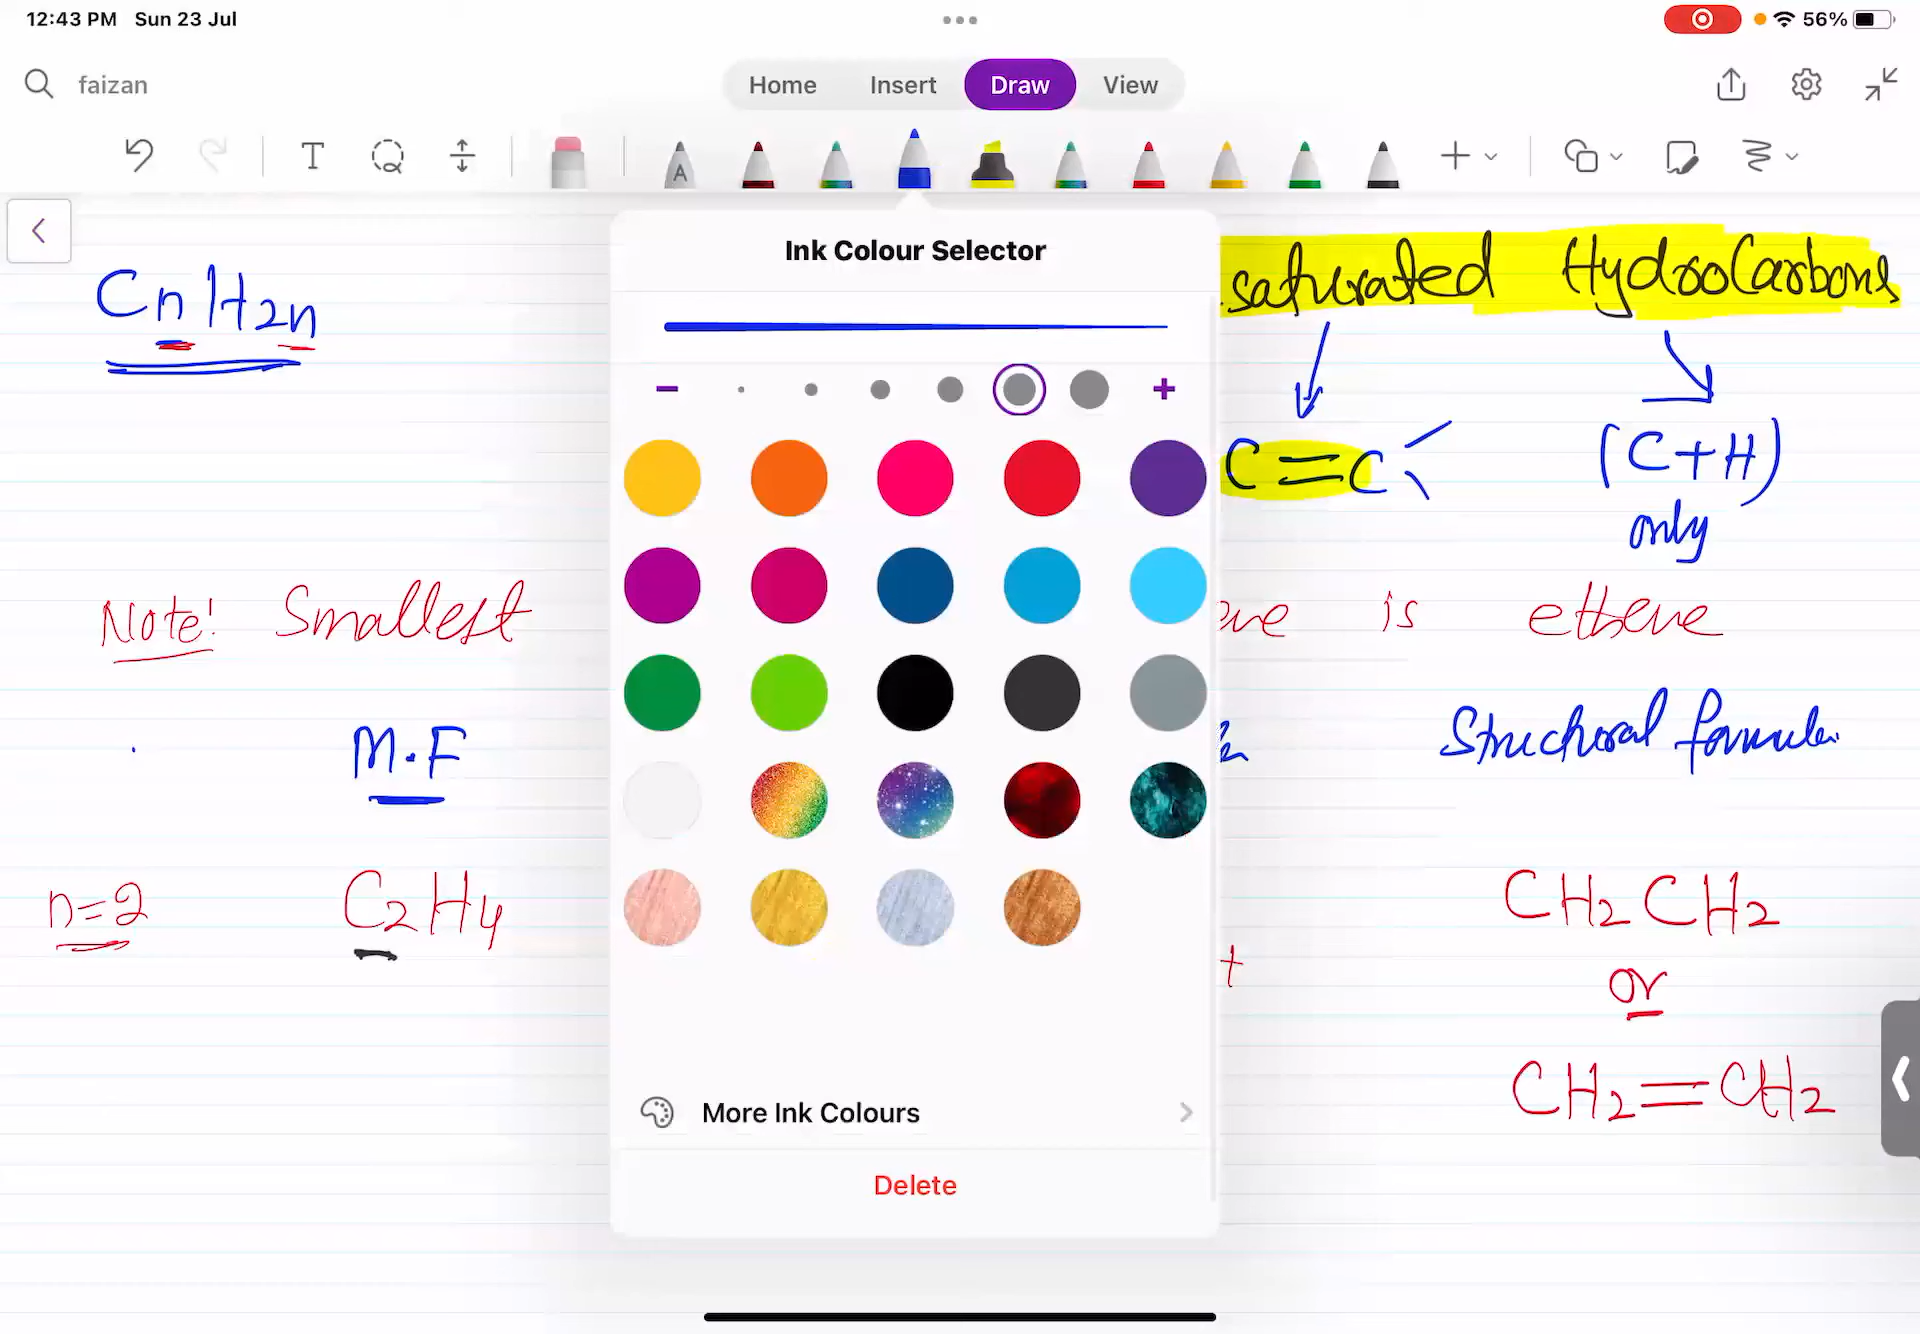 12:43 PM Sun 23 Jul
56%
faizan
Home Insert Draw View
T
A
Ink Colour Selector
CnH2n
saturated HydroCarbons
C=C
(C+H)
only
Note! Smallest
is ethene
M.F
Structural formula
n=2
C2H4
CH2CH2
or
CH2=CH2
More Ink Colours
Delete